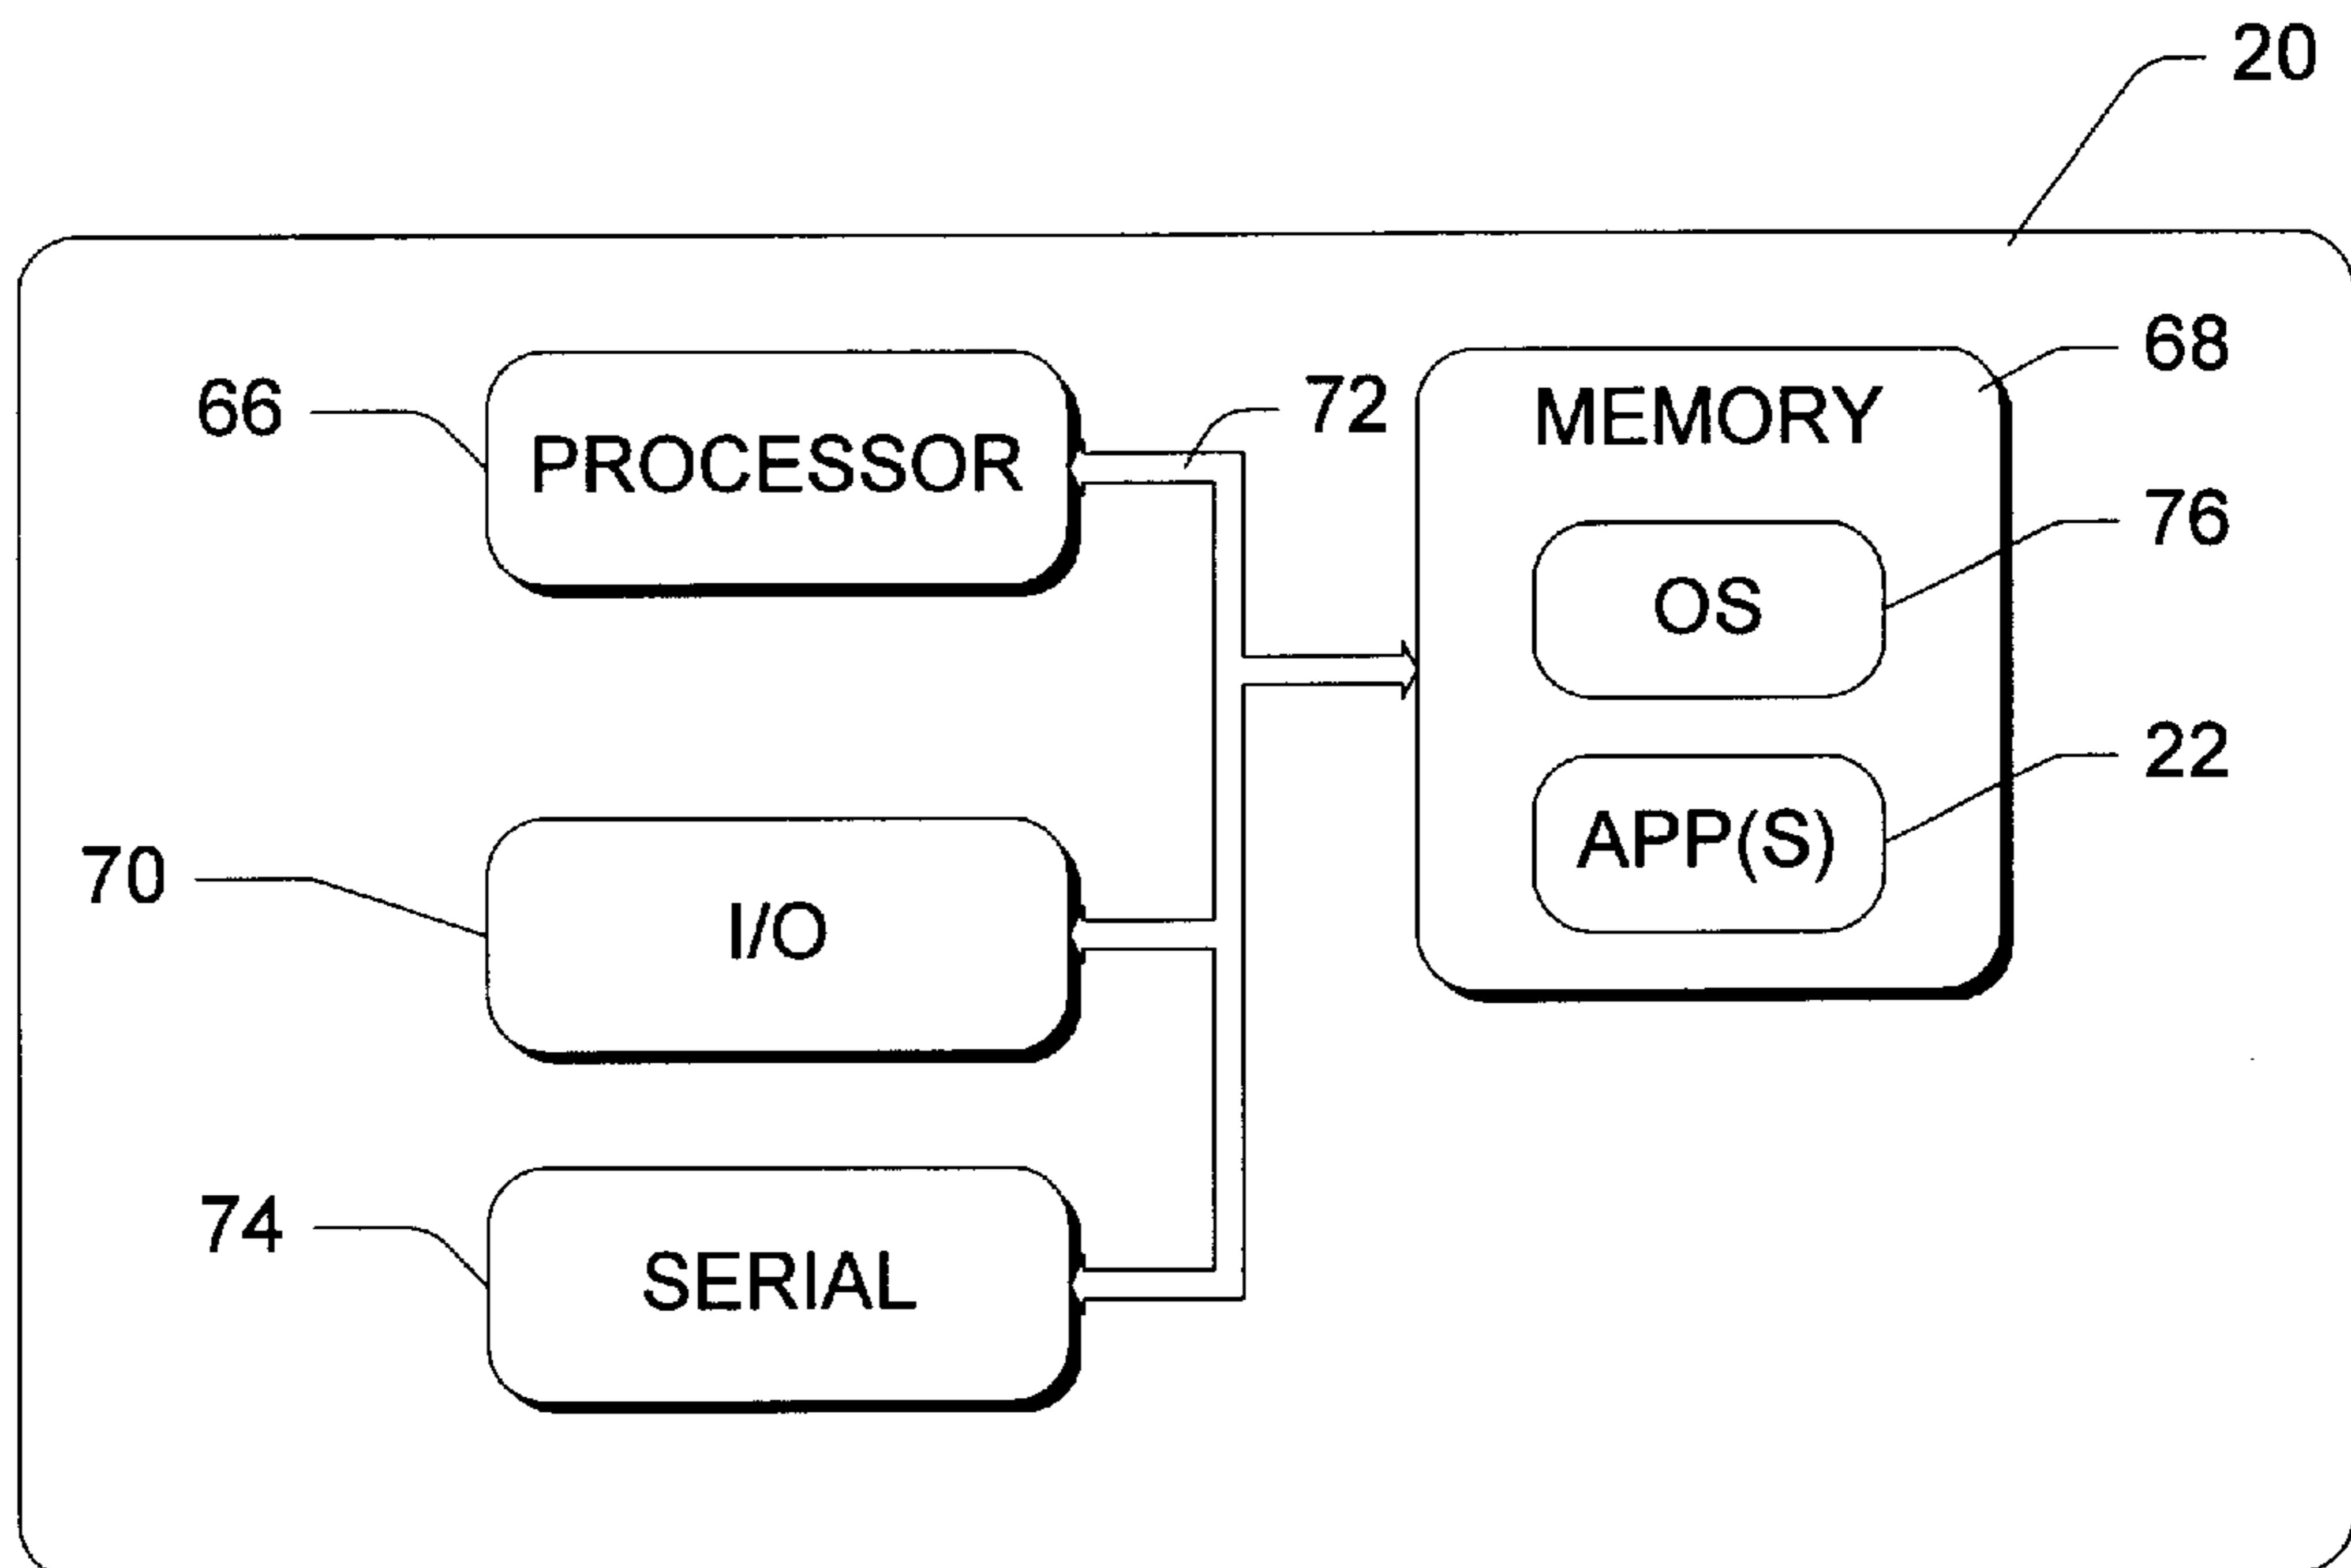 20
68
MEMORY
66
72
PROCESSOR
76
OS
22
APP(S)
70
I/O
74
SERIAL